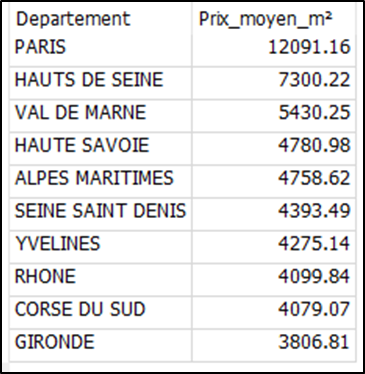 Departement Prix_moyen_m²
PARIS 12091.16
HAUTS DE SEINE 7300.22
VAL DE MARNE 5430.25
HAUTE SAVOIE 4780.98
ALPES MARITIMES 4758.62
SEINE SAINT DENIS 4393.49
YVELINES 4275.14
RHONE 4099.84
CORSE DU SUD 4079.07
GIRONDE 3806.81